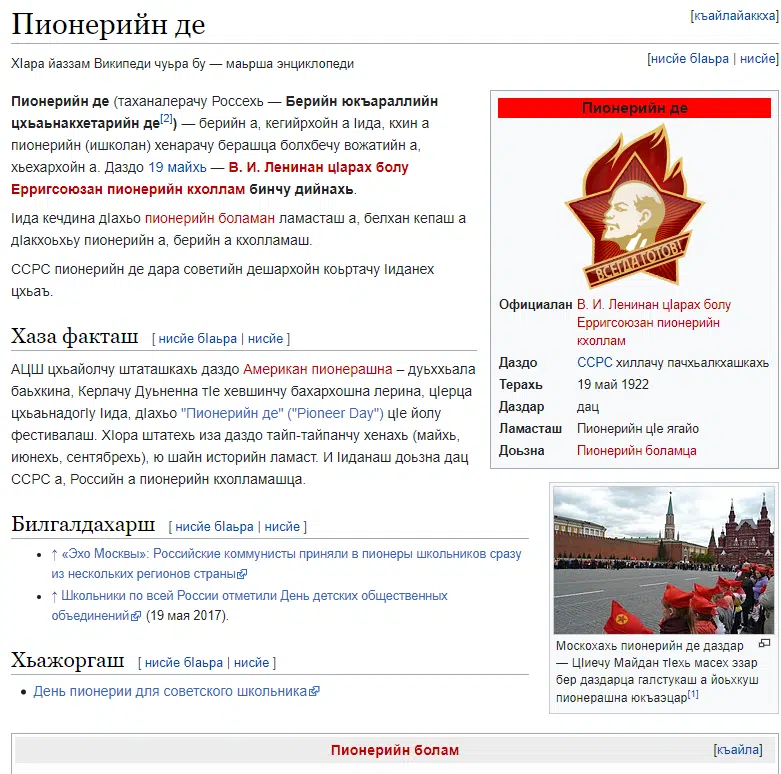 Пионерийн де
[къайлайаккха]
ХӀара йаззам Википеди чуьра бу — маьрша энциклопеди
[нисйе бӀаьра | нисйе]
Пионерийн де (таханалерачу Россехь — Берийн юкъараллийн
цхьаьнакхетарийн де[2]) — берийн а, кегийрхойн а Ӏида, кхин а
пионерийн (ишколан) хенарачу берашца болхбечу вожатийн а,
хьехархойн а. Даздо 19 майхь — В. И. Ленинан цӀарах болу
Ерригсоюзан пионерийн кхоллам бинчу дийнахь.
Ӏида кечдина дӀахьо пионерийн боламан ламасташ а, белхан кепаш а
дӀакхоьхьу пионерийн а, берийн а кхолламаш.
ССРС пионерийн де дара советийн дешархойн коьртачу Ӏиданех
цхьаъ.
Хаза факташ [ нисйе бӀаьра | нисйе ]
АЦШ цхьайолчу штаташкахь даздо Американ пионерашна – дуьххьала
баьхкина, Керлачу Дуьненна тӀе хевшинчу бахархошна лерина, цӀерца
цхьаьнадогӀу Ӏида, дӀахьо "Пионерийн де" ("Pioneer Day") цӀе йолу
фестивалаш. ХӀора штатехь иза даздо тайп-тайпанчу хенахь (майхь,
июнехь, сентябрехь), ю шайн историйн ламаст. И Ӏиданаш доьзна дац
ССРС а, Российн а пионерийн кхолламашца.
Билгалдахарш [ нисйе бӀаьра | нисйе ]
• ↑ «Эхо Москвы»: Российские коммунисты приняли в пионеры школьников сразу
из нескольких регионов страны
• ↑ Школьники по всей России отметили День детских общественных
объединений (19 мая 2017).
Хьажоргаш [ нисйе бӀаьра | нисйе ]
• День пионерии для советского школьника
Пионерийн де
ВСЕГДА ГОТОВ!
Официалан В. И. Ленинан цӀарах болу
Ерригсоюзан пионерийн
кхоллам
Даздо ССРС хиллачу пачхьалкхашкахь
Терахь 19 май 1922
Даздар дац
Ламасташ Пионерийн цӀе ягайо
Доьзна Пионерийн боламца
Москохахь пионерийн де даздар
— ЦӀиечу Майдан тӀехь масех эзар
бер даздарца галстукаш а йоьхкуш
пионерашна юкъаэцар[1]
Пионерийн болам
[къайла]